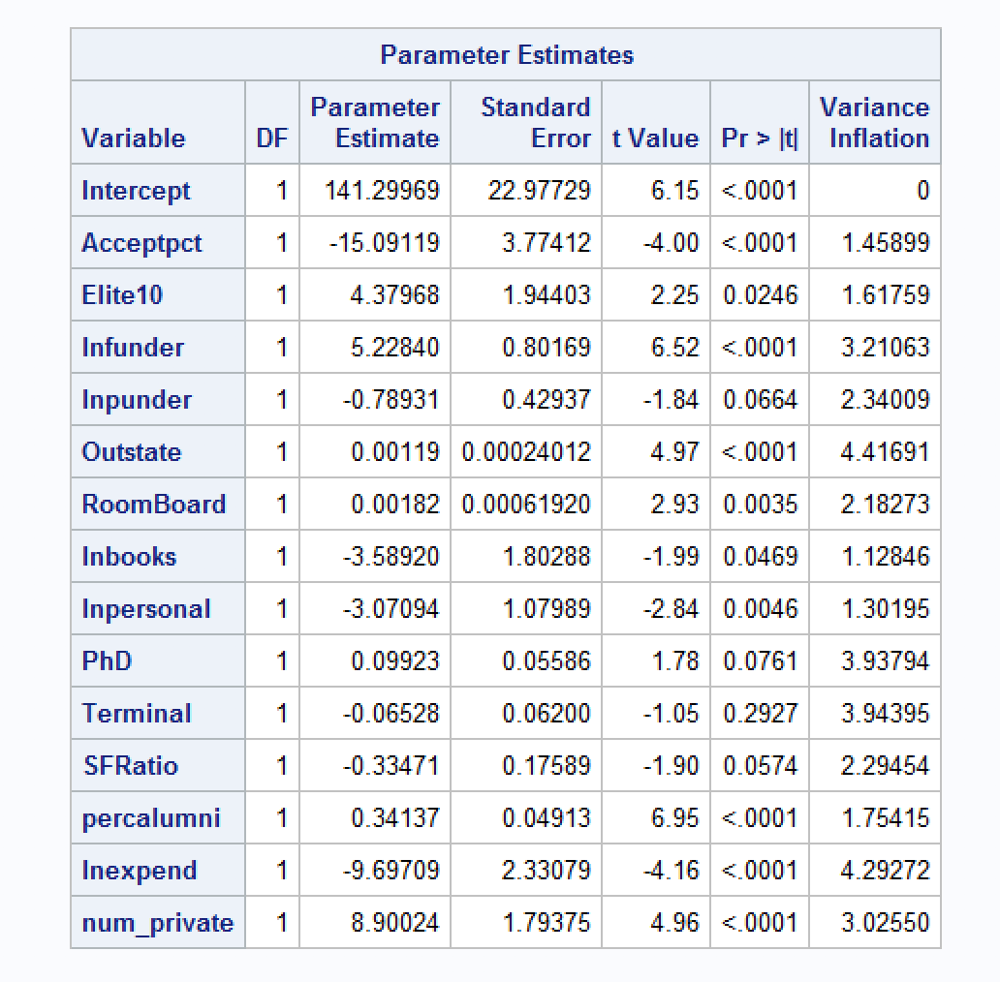 Parameter Estimates
Variable DF Parameter Estimate Standard Error t Value Pr > |t| Variance Inflation
Intercept 1 141.29969 22.97729 6.15 <.0001 0
Acceptpct 1 -15.09119 3.77412 -4.00 <.0001 1.45899
Elite10 1 4.37968 1.94403 2.25 0.0246 1.61759
lnfunder 1 5.22840 0.80169 6.52 <.0001 3.21063
lnpunder 1 -0.78931 0.42937 -1.84 0.0664 2.34009
Outstate 1 0.00119 0.00024012 4.97 <.0001 4.41691
RoomBoard 1 0.00182 0.00061920 2.93 0.0035 2.18273
lnbooks 1 -3.58920 1.80288 -1.99 0.0469 1.12846
lnpersonal 1 -3.07094 1.07989 -2.84 0.0046 1.30195
PhD 1 0.09923 0.05586 1.78 0.0761 3.93794
Terminal 1 -0.06528 0.06200 -1.05 0.2927 3.94395
SFRatio 1 -0.33471 0.17589 -1.90 0.0574 2.29454
percalumni 1 0.34137 0.04913 6.95 <.0001 1.75415
lnexpend 1 -9.69709 2.33079 -4.16 <.0001 4.29272
num_private 1 8.90024 1.79375 4.96 <.0001 3.02550